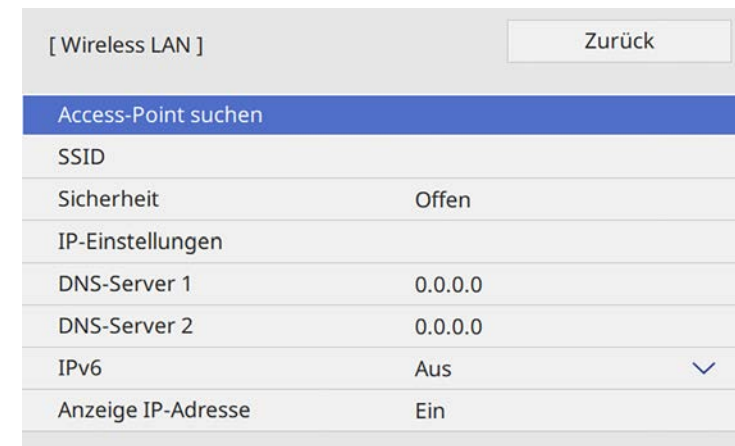 [ Wireless LAN ] Zurück
Access-Point suchen
SSID
Sicherheit Offen
IP-Einstellungen
DNS-Server 1 0.0.0.0
DNS-Server 2 0.0.0.0
IPv6 Aus
Anzeige IP-Adresse Ein